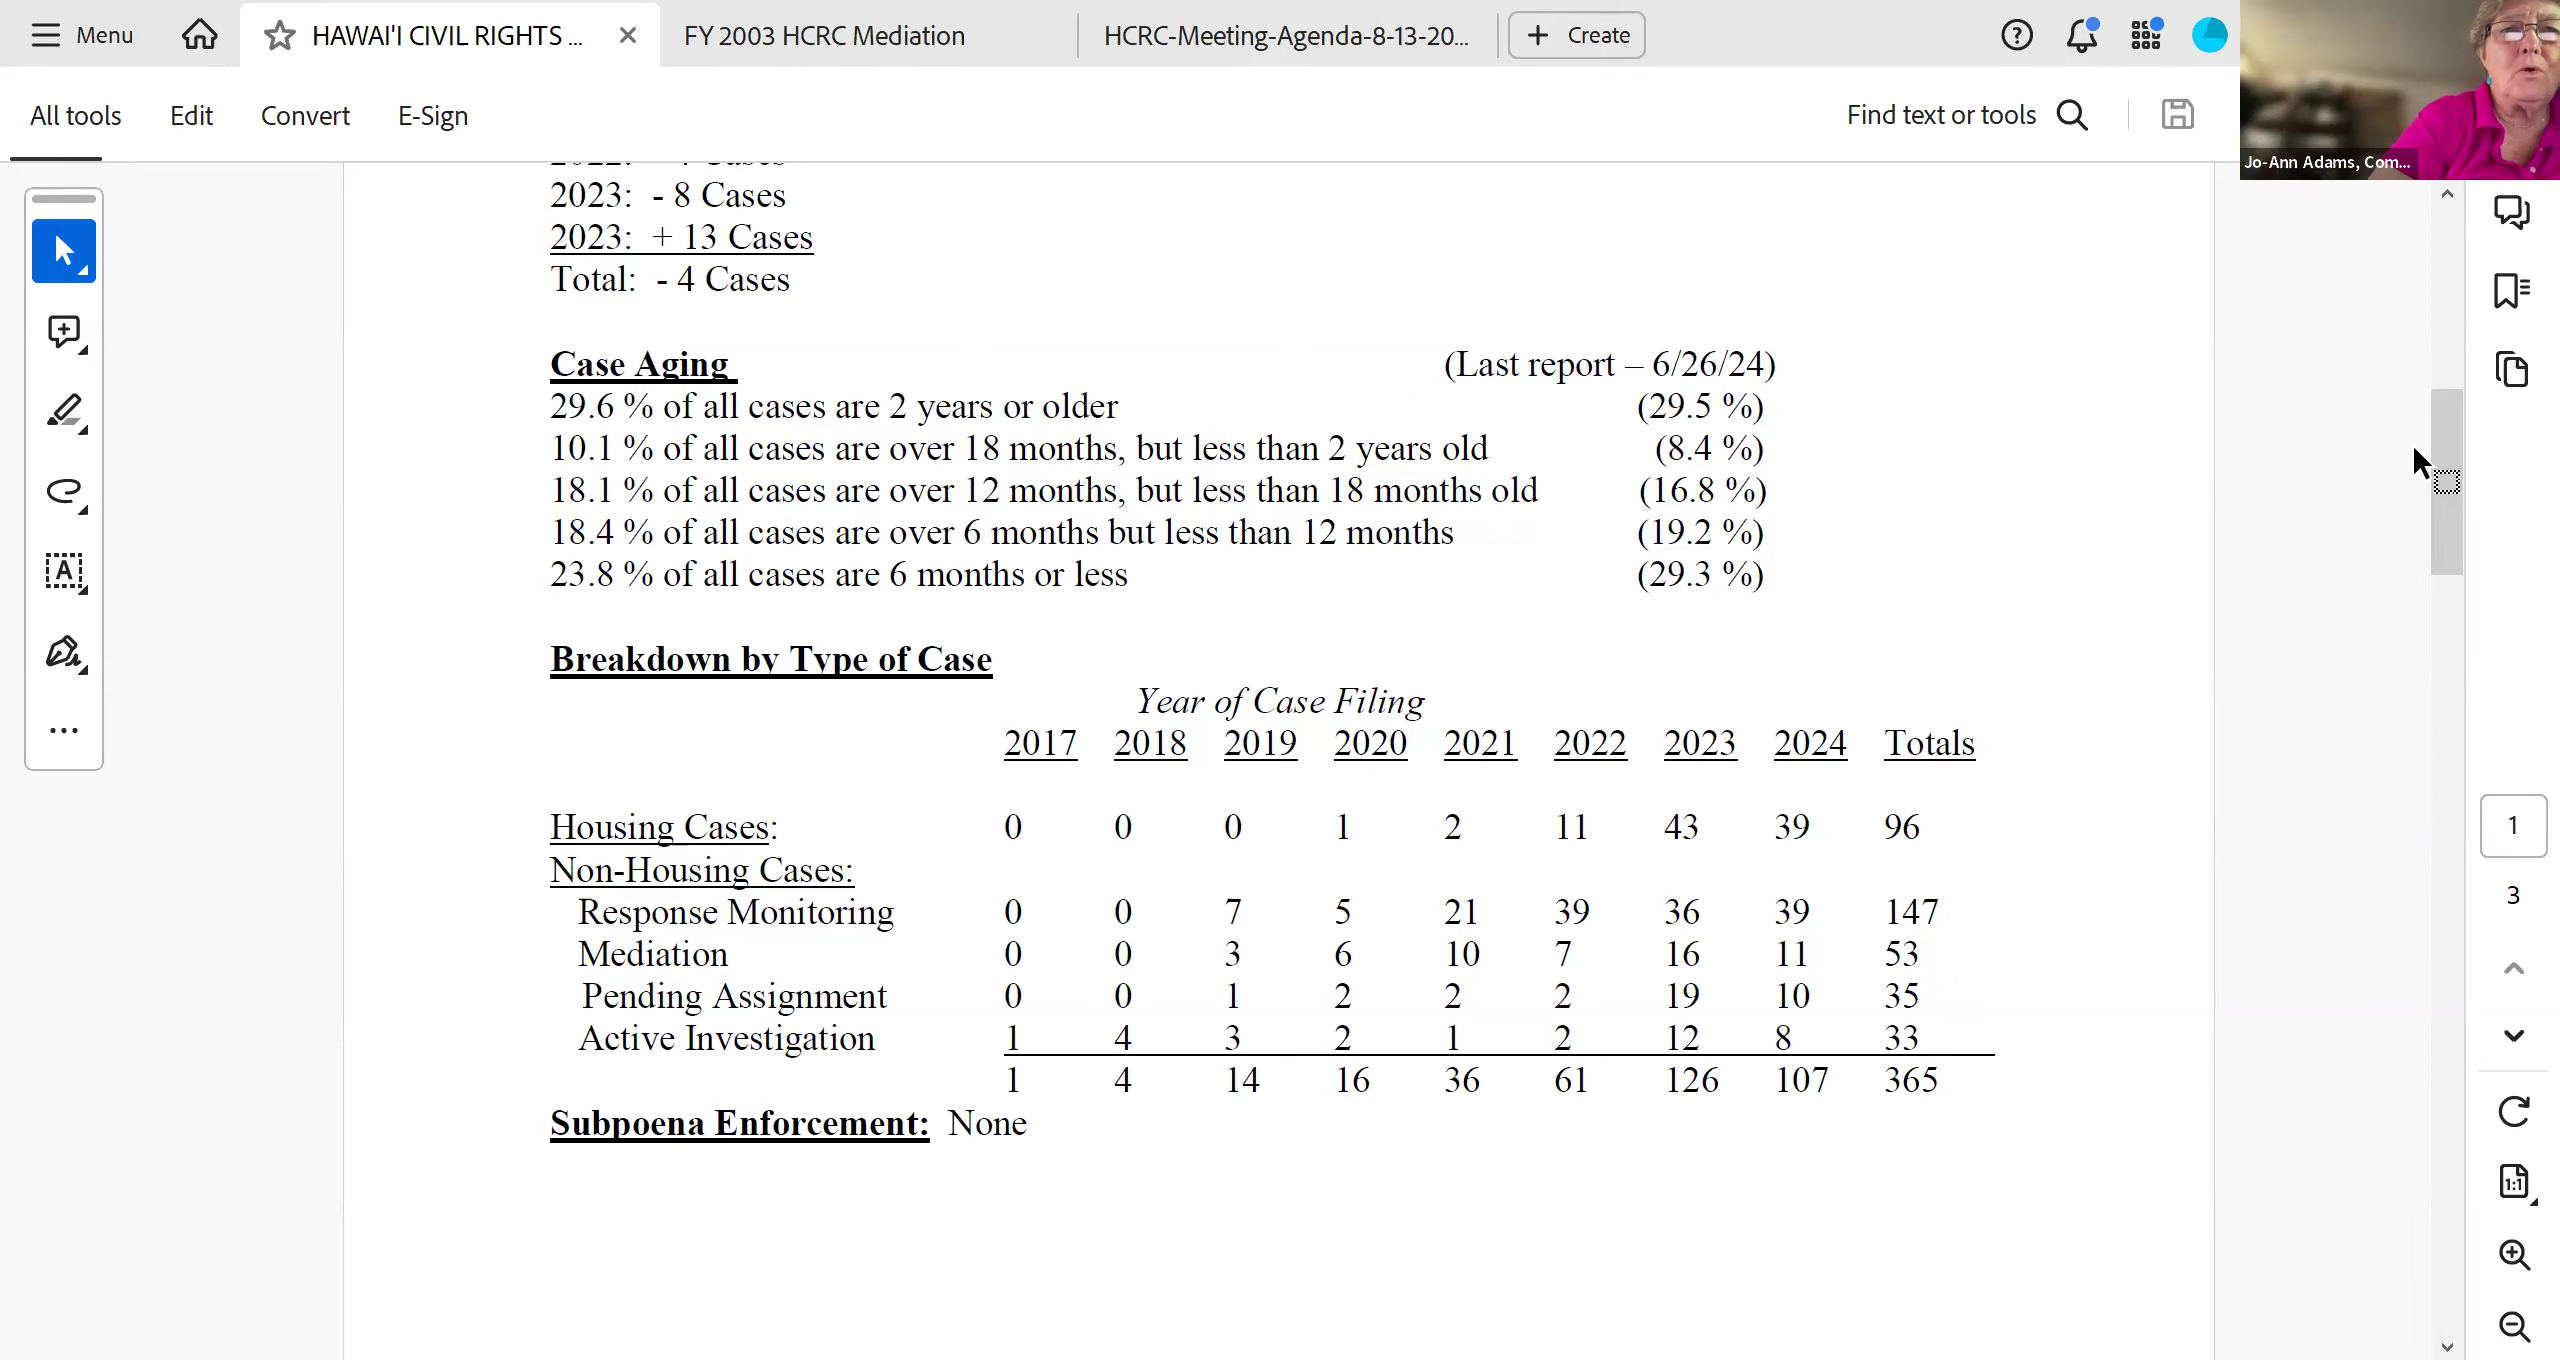 Menu
HAWAI'I CIVIL RIGHTS ...
FY 2003 HCRC Mediation
HCRC-Meeting-Agenda-8-13-20...
Create
All tools
Edit
Convert
E-Sign
Find text or tools
Jo-Ann Adams, Com...
2023: - 8 Cases
2023: + 13 Cases
Total: - 4 Cases
Case Aging (Last report – 6/26/24)
29.6 % of all cases are 2 years or older (29.5 %)
10.1 % of all cases are over 18 months, but less than 2 years old (8.4 %)
18.1 % of all cases are over 12 months, but less than 18 months old (16.8 %)
18.4 % of all cases are over 6 months but less than 12 months (19.2 %)
23.8 % of all cases are 6 months or less (29.3 %)
Breakdown by Type of Case
Year of Case Filing
2017 2018 2019 2020 2021 2022 2023 2024 Totals
Housing Cases: 0 0 0 1 2 11 43 39 96
Non-Housing Cases:
Response Monitoring 0 0 7 5 21 39 36 39 147
Mediation 0 0 3 6 10 7 16 11 53
Pending Assignment 0 0 1 2 2 2 19 10 35
Active Investigation 1 4 3 2 1 2 12 8 33
1 4 14 16 36 61 126 107 365
Subpoena Enforcement: None
1
3
1:1